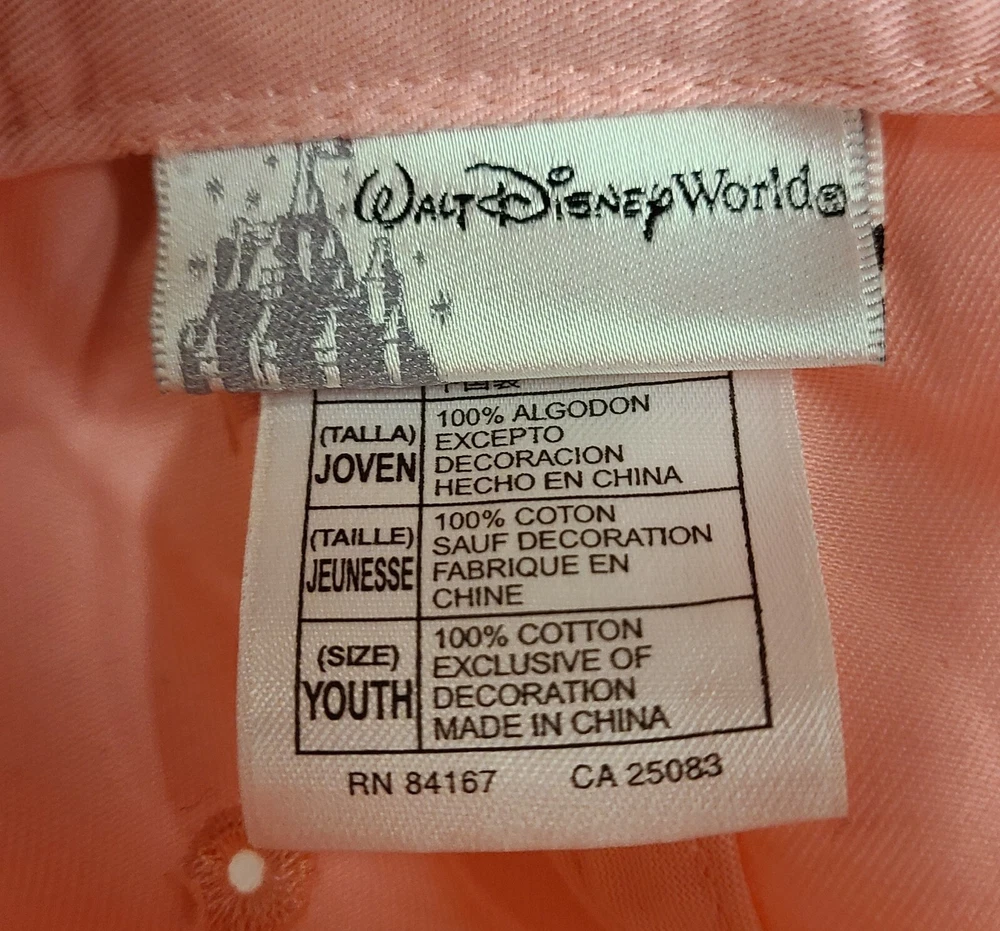 WALT DISNEY World®
(TALLA)
JOVEN
100% ALGODON
EXCEPTO
DECORACION
HECHO EN CHINA
(TAILLE)
JEUNESSE
100% COTON
SAUF DECORATION
FABRIQUE EN
CHINE
(SIZE)
YOUTH
100% COTTON
EXCLUSIVE OF
DECORATION
MADE IN CHINA
RN 84167 CA 25083